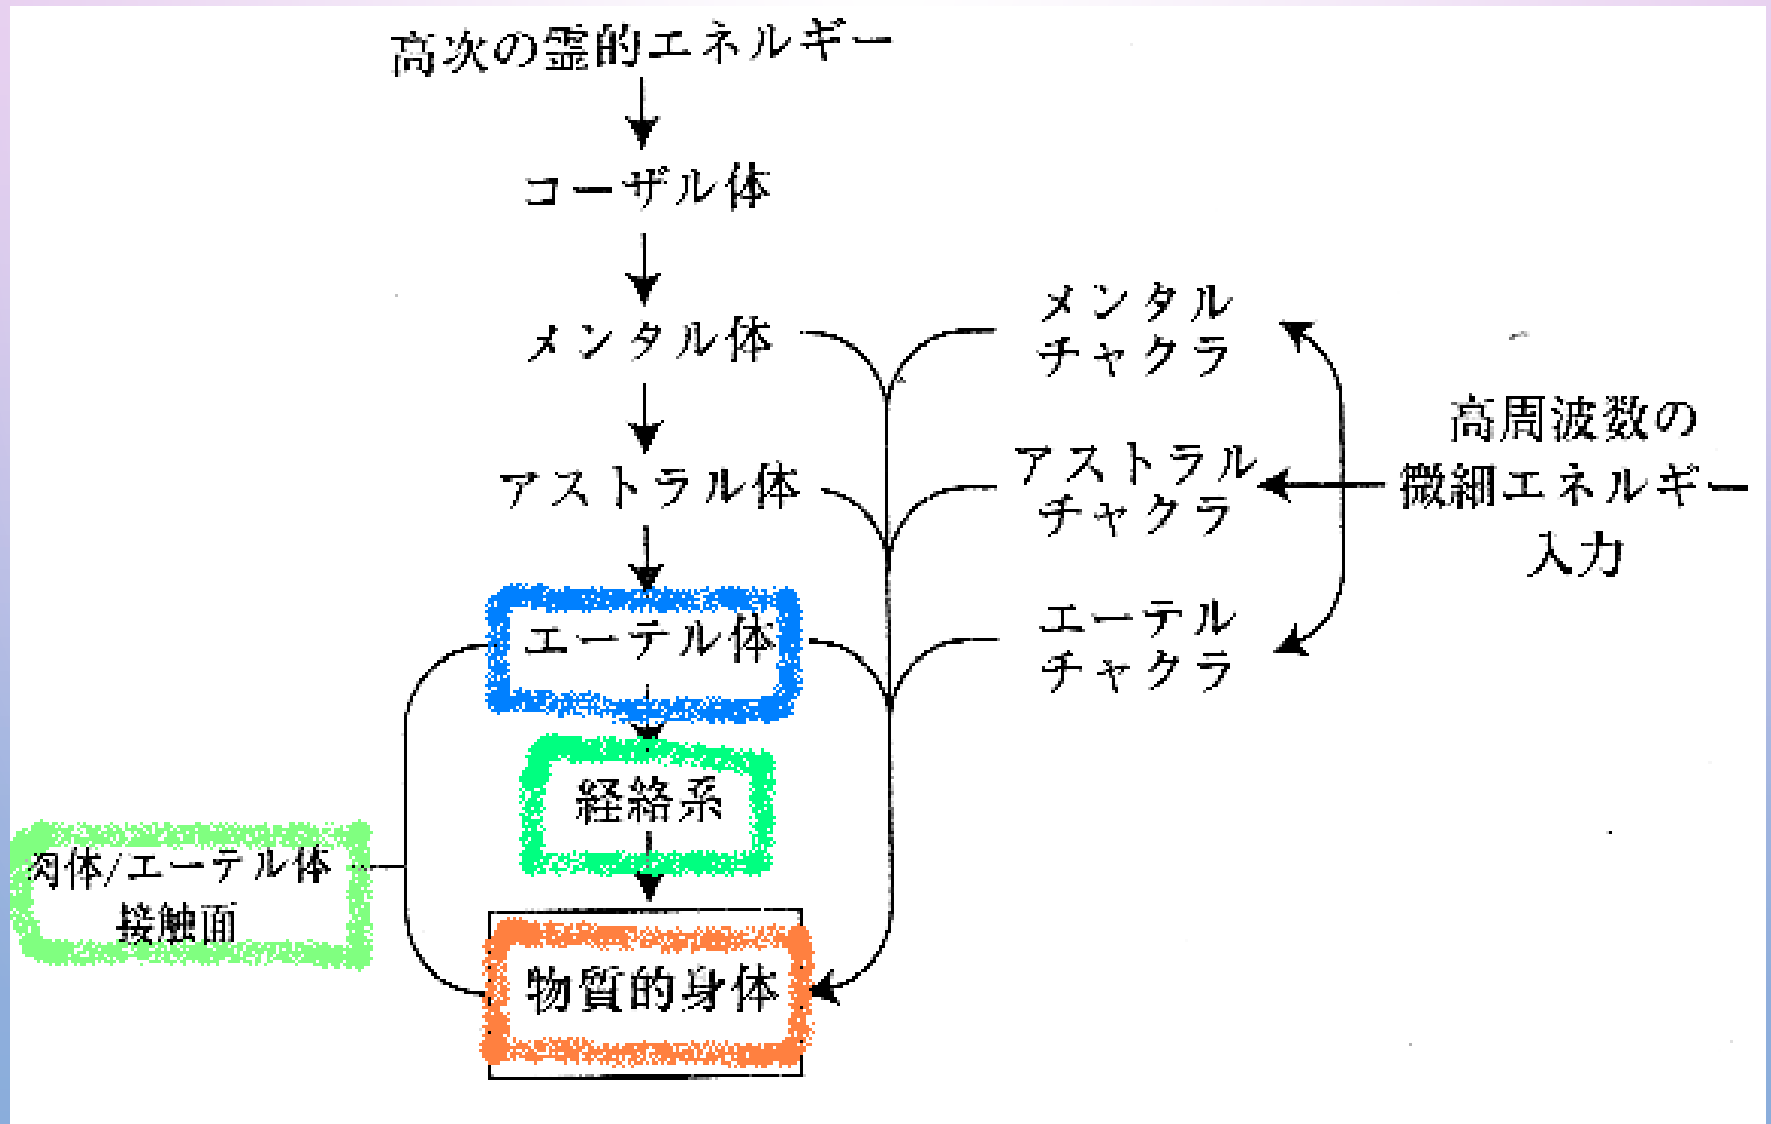 高次の霊的エネルギー
コーザル体
メンタル体
アストラル体
エーテル体
経絡系
物質的身体
肉体/エーテル体
接触面
メンタル
チャクラ
アストラル
チャクラ
エーテル
チャクラ
高周波数の
微細エネルギー
入力